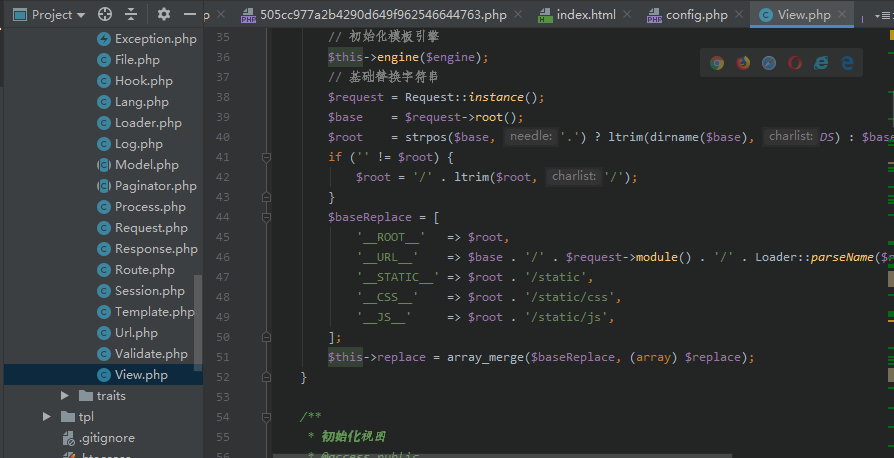 Project
505cc977a2b4290d649f962546644763.php
index.html
config.php
View.php
Exception.php
File.php
Hook.php
Lang.php
Loader.php
Log.php
Model.php
Paginator.php
Process.php
Request.php
Response.php
Route.php
Session.php
Template.php
Url.php
Validate.php
View.php
traits
tpl
.gitignore
35 // 初始化模板引擎
36 $this->engine($engine);
37 // 基础替换字符串
38 $request = Request::instance();
39 $base    = $request->root();
40 $root    = strpos($base, needle: '.') ? ltrim(dirname($base), charlist: DS) : $base
41 if ('' != $root) {
42 $root = '/' . ltrim($root, charlist: '/');
43 }
44 $baseReplace = [
45 '__ROOT__'   => $root,
46 '__URL__'    => $base . '/' . $request->module() . '/' . Loader::parseName($r
47 '__STATIC__' => $root . '/static',
48 '__CSS__'    => $root . '/static/css',
49 '__JS__'     => $root . '/static/js',
50 ];
51 $this->replace = array_merge($baseReplace, (array) $replace);
52 }
53
54 /**
55 * 初始化视图
56 * @access public